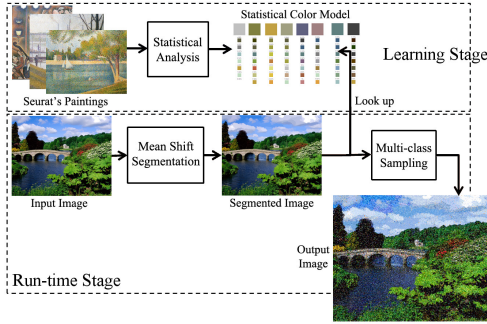 Statistical Color Model
Statistical
Analysis
Learning Stage
Seurat's Paintings
Look up
Mean Shift
Segmentation
Multi-class
Sampling
Input Image
Segmented Image
Output
Image
Run-time Stage